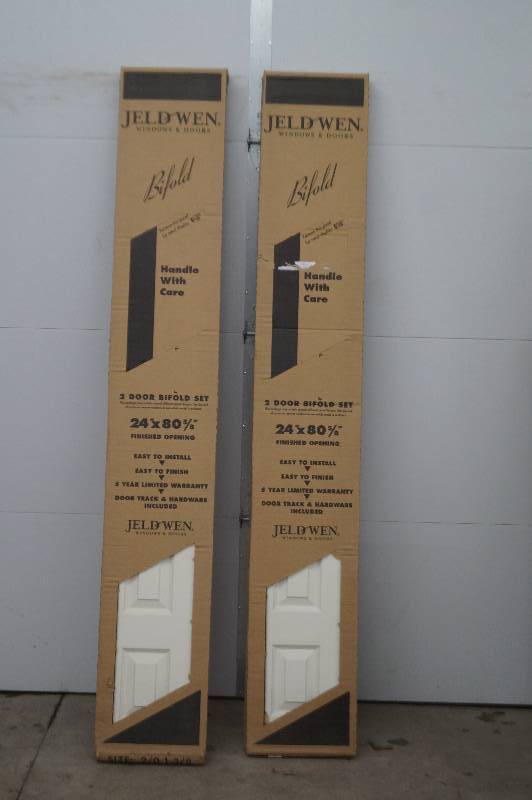 JELD-WEN.
WINDOWS & DOORS
Bifold
Handle
With
Care
2 DOOR BIFOLD SET
24"x 80 5/8"
FINISHED OPENING
EASY TO INSTALL
EASY TO FINISH
5 YEAR LIMITED WARRANTY
DOOR TRACK & HARDWARE
INCLUDED
JELD-WEN.
WINDOWS & DOORS
SIZE:
JELD-WEN.
WINDOWS & DOORS
Bifold
Handle
With
Care
2 DOOR BIFOLD SET
24"x 80 5/8"
FINISHED OPENING
EASY TO INSTALL
EASY TO FINISH
5 YEAR LIMITED WARRANTY
DOOR TRACK & HARDWARE
INCLUDED
JELD-WEN.
WINDOWS & DOORS